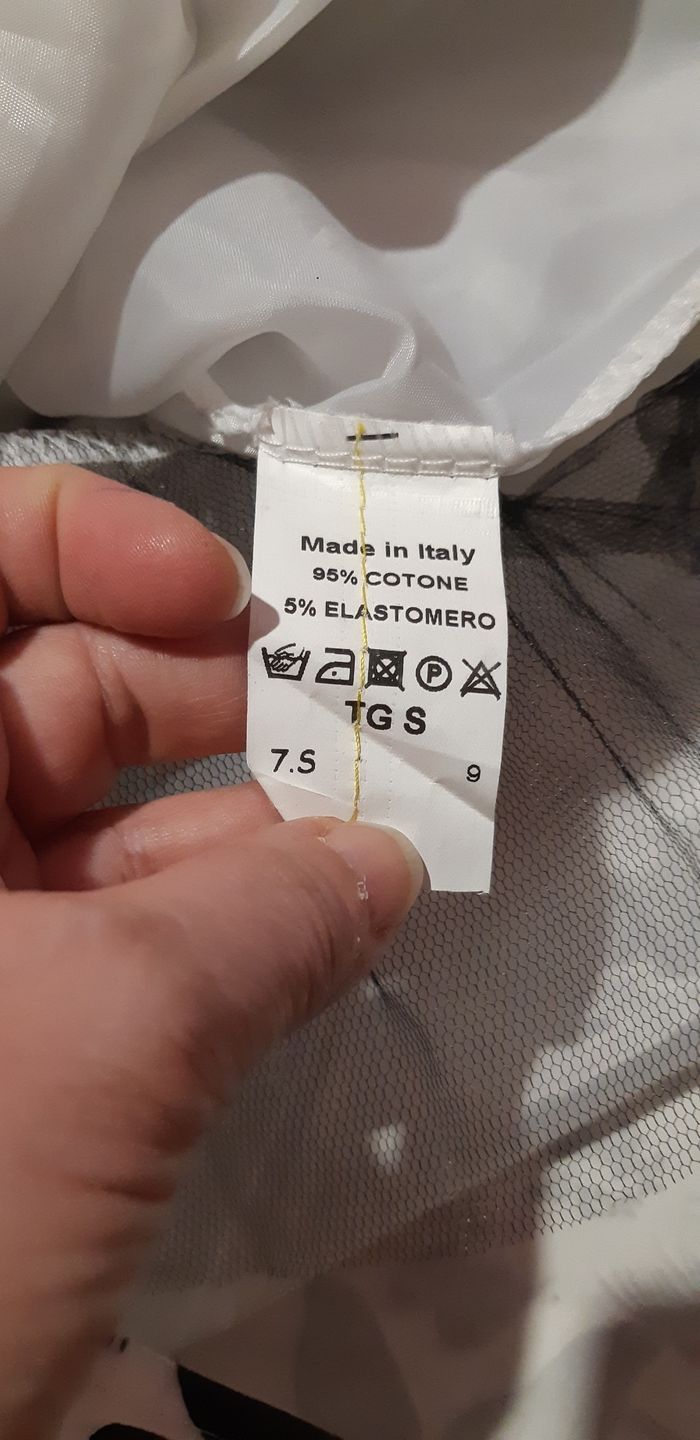 Made in Italy
95% COTONE
5% ELASTOMERO
P
TG S
7.S 9